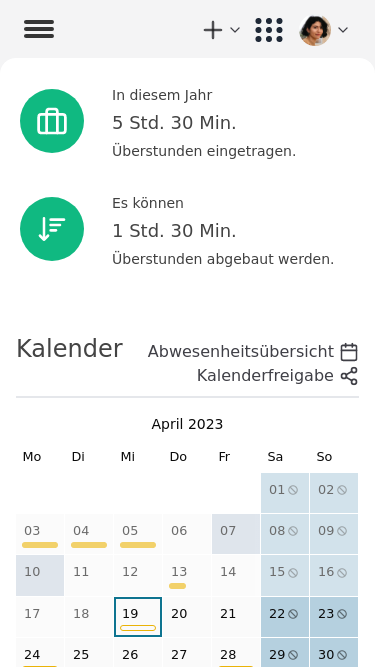 In diesem Jahr
5 Std. 30 Min.
Überstunden eingetragen.
Es können
1 Std. 30 Min.
Überstunden abgebaut werden.
Kalender
Abwesenheitsübersicht
Kalenderfreigabe
April 2023
Mo Di Mi Do Fr Sa So
01 02
03 04 05 06 07 08 09
10 11 12 13 14 15 16
17 18 19 20 21 22 23
24 25 26 27 28 29 30